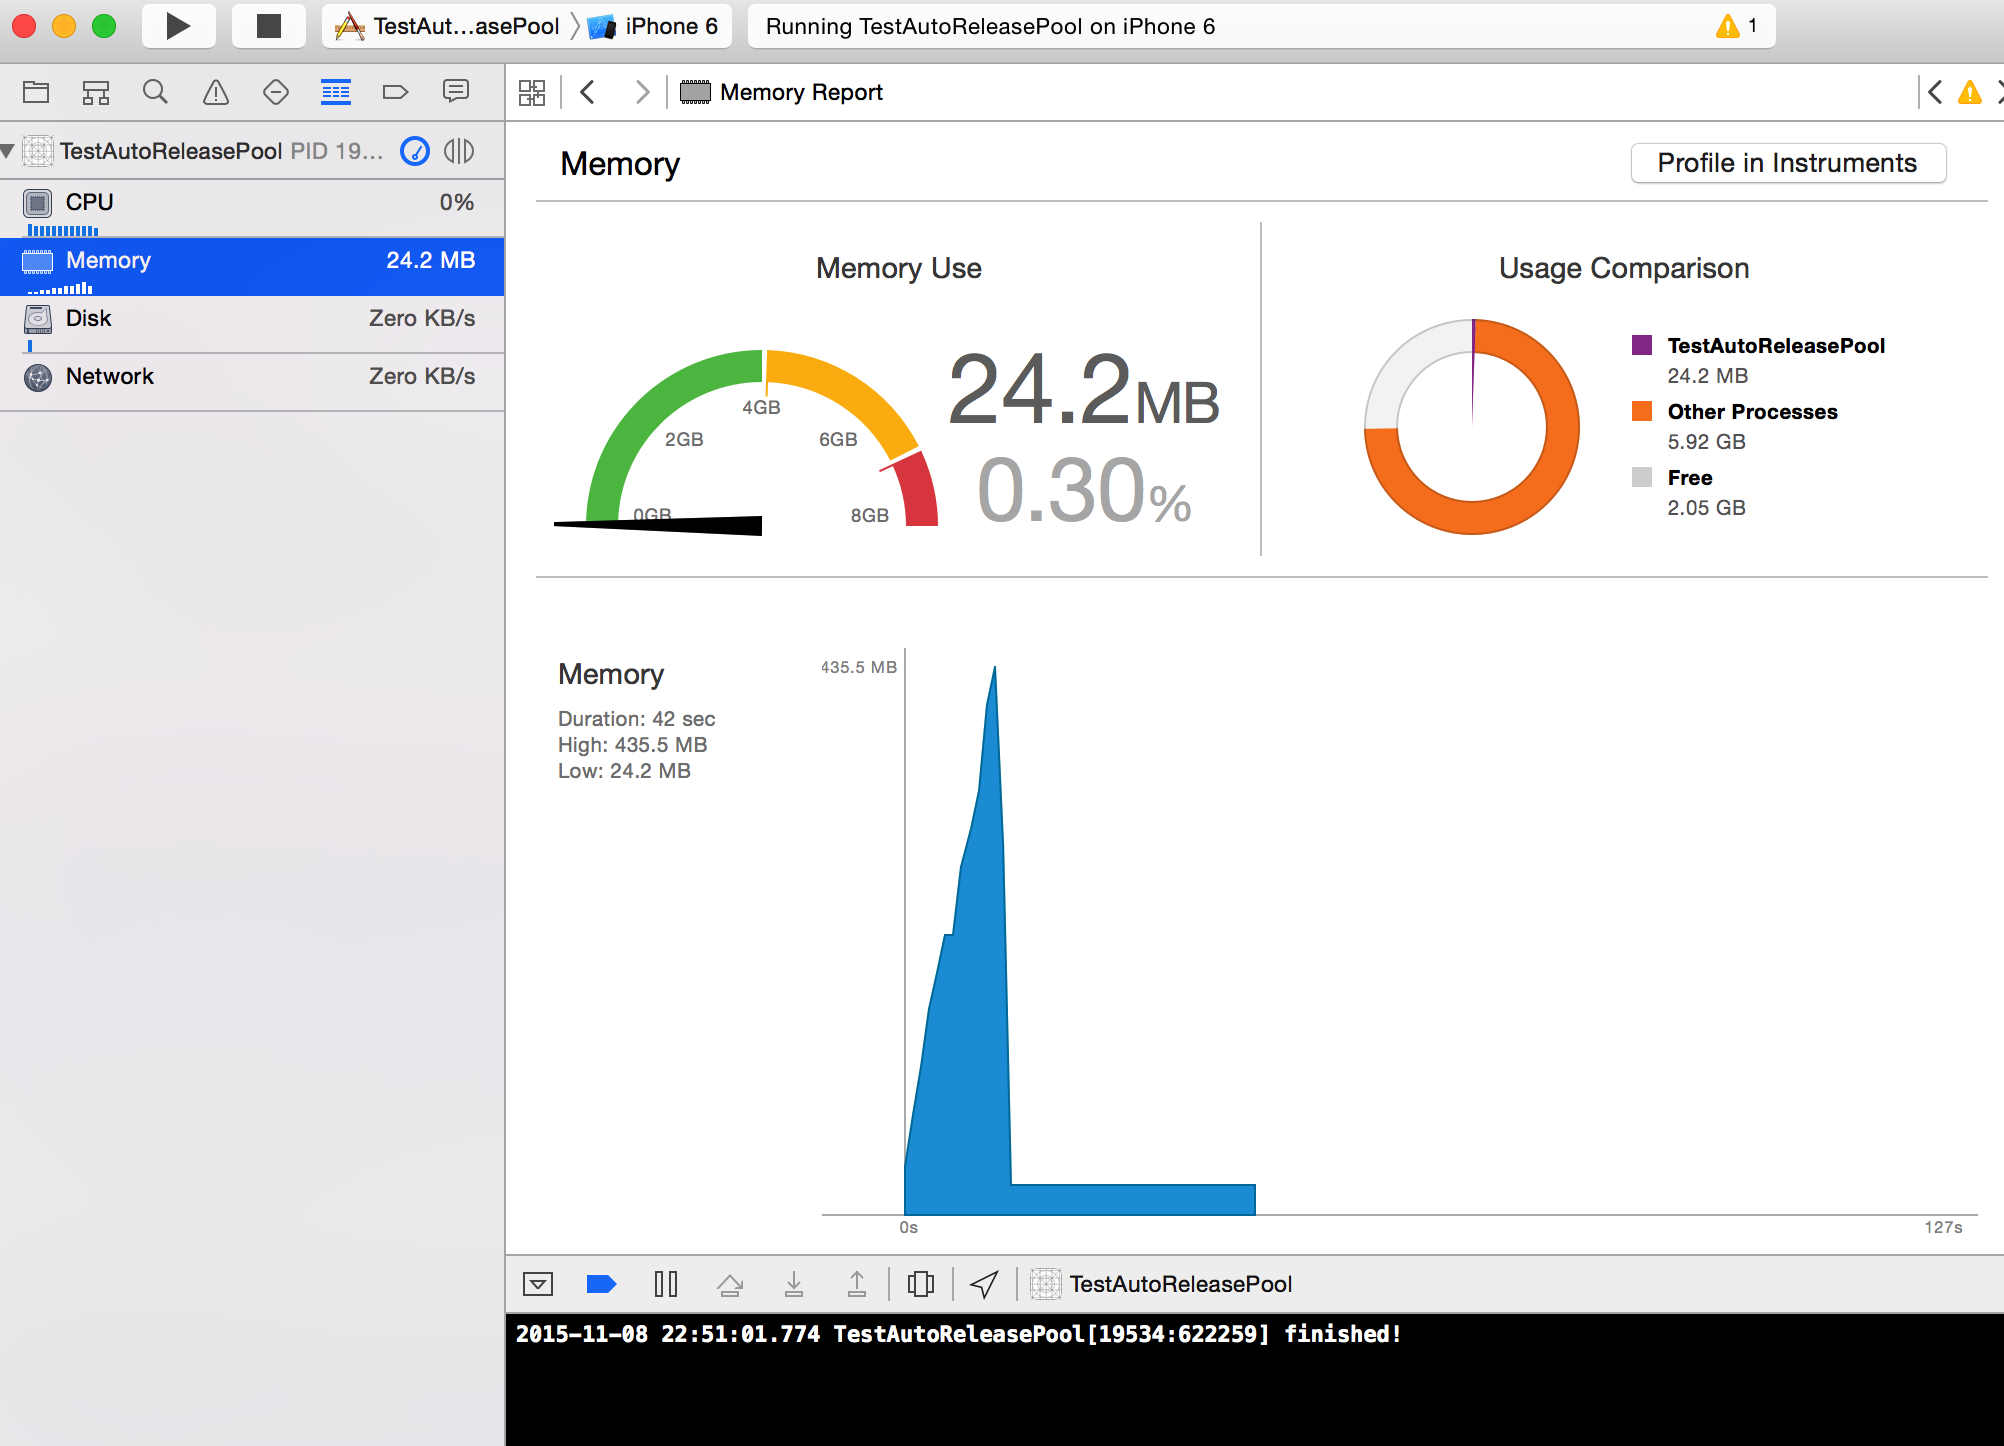 TestAut...asePool
iPhone 6
Running TestAutoReleasePool on iPhone 6
1
Memory Report
TestAutoReleasePool PID 19...
CPU
0%
Memory
24.2 MB
Disk
Zero KB/s
Network
Zero KB/s
Memory
Profile in Instruments
Memory Use
0GB
2GB
4GB
6GB
8GB
24.2MB
0.30%
Usage Comparison
TestAutoReleasePool
24.2 MB
Other Processes
5.92 GB
Free
2.05 GB
Memory
Duration: 42 sec
High: 435.5 MB
Low: 24.2 MB
435.5 MB
0s
127s
TestAutoReleasePool
2015-11-08 22:51:01.774 TestAutoReleasePool[19534:622259] finished!